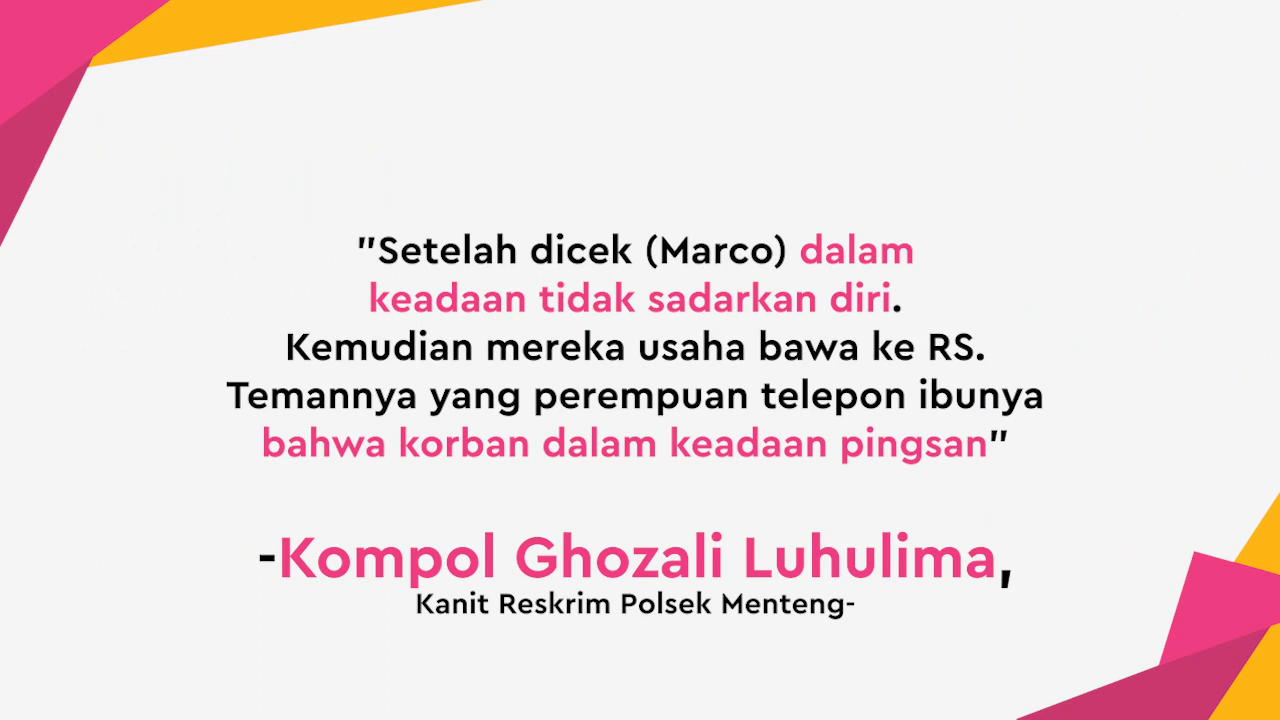 "Setelah dicek (Marco) dalam
keadaan tidak sadarkan diri.
Kemudian mereka usaha bawa ke RS.
Temannya yang perempuan telepon ibunya
bahwa korban dalam keadaan pingsan"
-Kompol Ghozali Luhulima,
Kanit Reskrim Polsek Menteng-